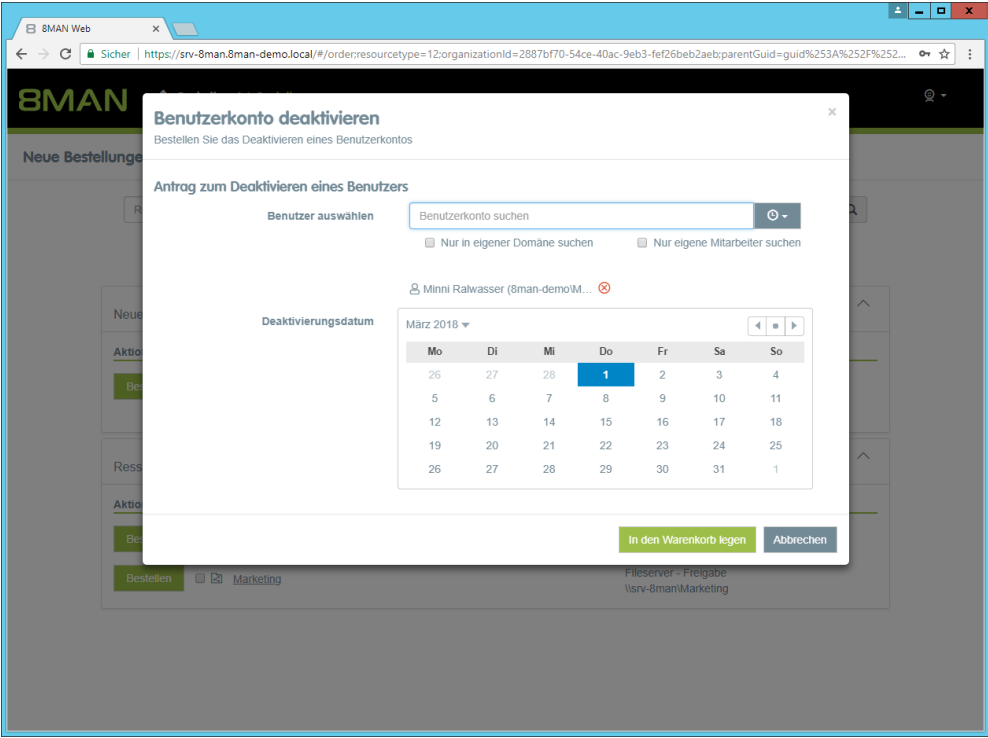 8MAN Web
Sicher
https://srv-8man.8man-demo.local/#/order;resourcetype=12;organizationId=2887bf70-54ce-40ac-9eb3-fef26beb2aeb;parentGuid=guid%253A%252F%252...
8MAN
Neue Bestellunge
Benutzerkonto deaktivieren
×
Bestellen Sie das Deaktivieren eines Benutzerkontos
Antrag zum Deaktivieren eines Benutzers
Benutzer auswählen
Benutzerkonto suchen
Nur in eigener Domäne suchen
Nur eigene Mitarbeiter suchen
Minni Ralwasser (8man-demo\M...
Deaktivierungsdatum
März 2018
Mo Di Mi Do Fr Sa So
26 27 28 1 2 3 4
5 6 7 8 9 10 11
12 13 14 15 16 17 18
19 20 21 22 23 24 25
26 27 28 29 30 31 1
In den Warenkorb legen
Abbrechen
Neue
Aktio
Be
Ress
Aktio
Be
Bestellen
Marketing
Fileserver - Freigabe
\\srv-8man\Marketing